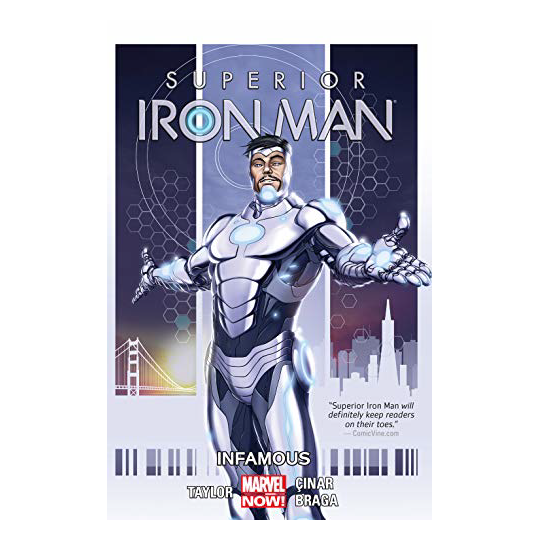 SUPERIOR
IRON MAN
"Superior Iron Man will
definitely keep readers
on their toes."
— ComicVine.com
INFAMOUS
TAYLOR
MARVEL
NOW!
ÇINAR
BRAGA